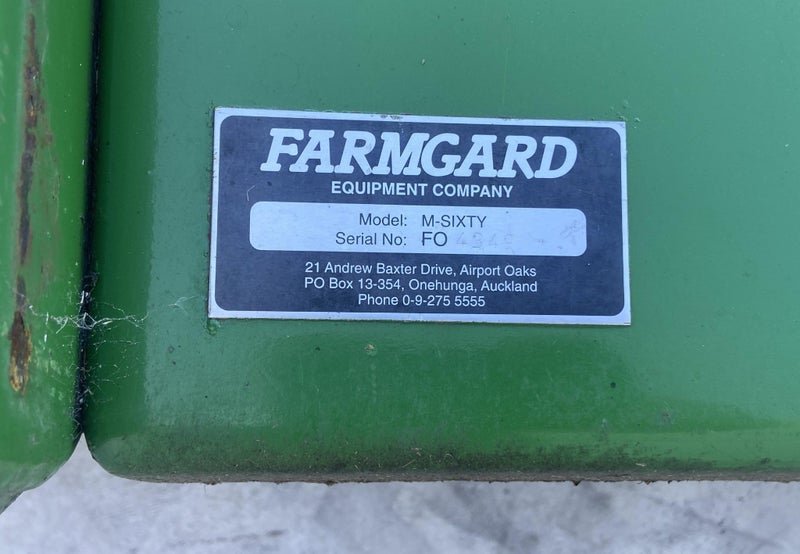 FARMGARD
EQUIPMENT COMPANY
Model: M-SIXTY
Serial No: FO
21 Andrew Baxter Drive, Airport Oaks
PO Box 13-354, Onehunga, Auckland
Phone 0-9-275 5555